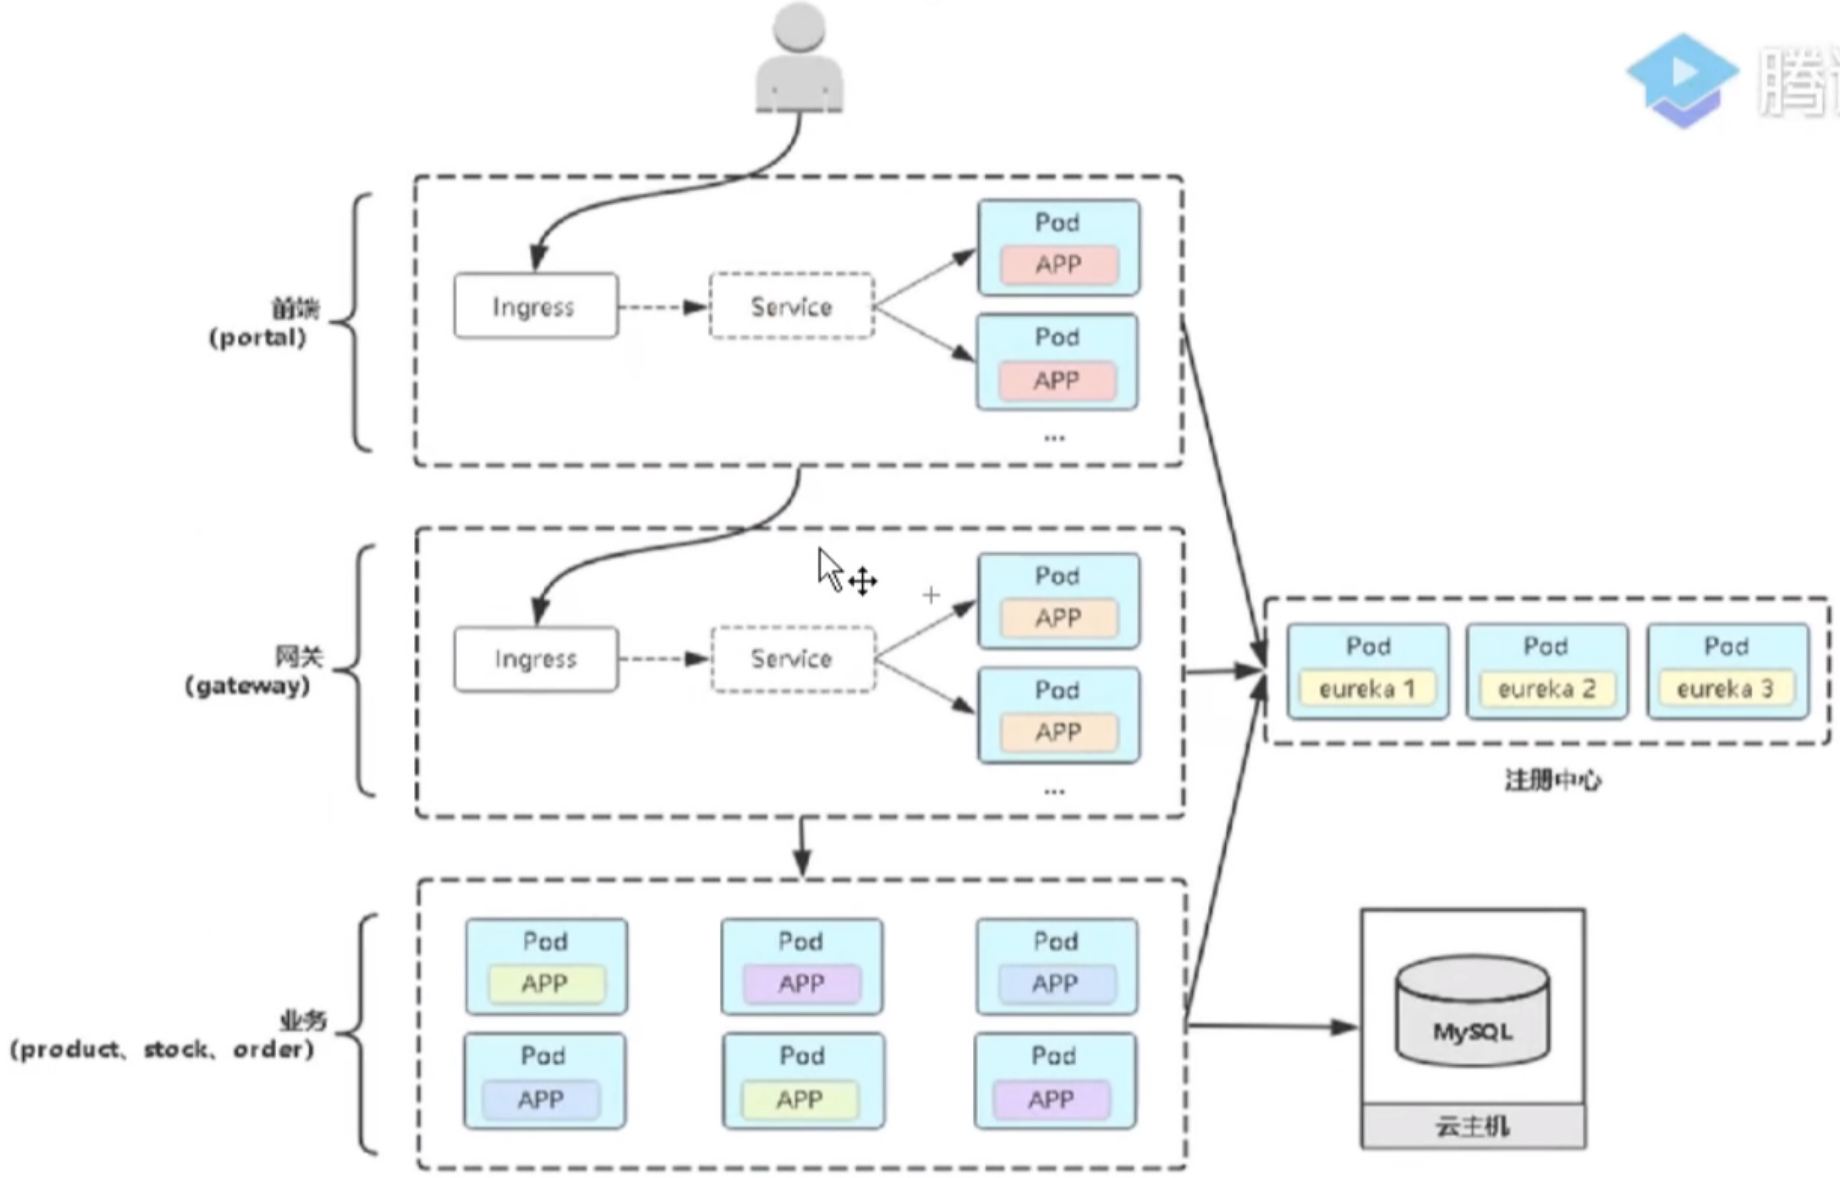 腾
前端
(portal)
Ingress
Service
Pod
APP
Pod
APP
...
网关
(gateway)
Ingress
Service
Pod
APP
Pod
APP
...
Pod
eureka 1
Pod
eureka 2
Pod
eureka 3
注册中心
业务
(product、stock、order)
Pod
APP
Pod
APP
Pod
APP
Pod
APP
Pod
APP
Pod
APP
MySQL
云主机